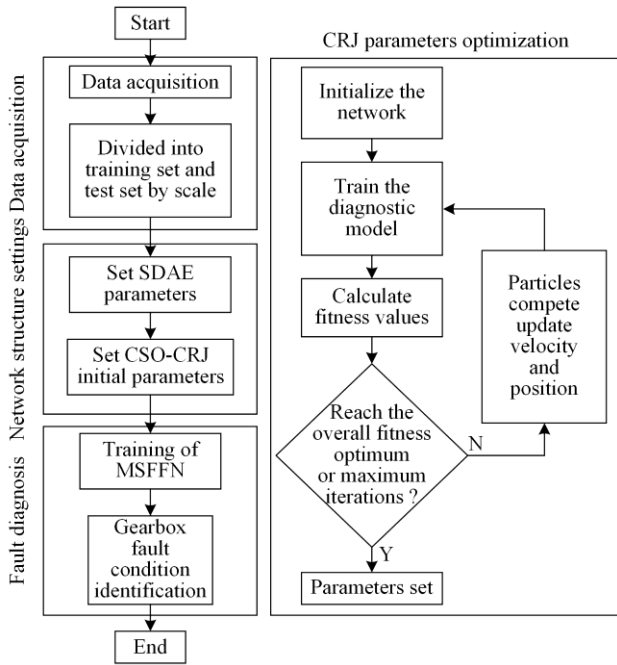 Start
Data acquisition
Data acquisition
Divided into
training set and
test set by scale
Network structure settings
Set SDAE
parameters
Set CSO-CRJ
initial parameters
Fault diagnosis
Training of
MSFFN
Gearbox
fault
condition
identification
End
CRJ parameters optimization
Initialize the
network
Train the
diagnostic model
Calculate
fitness values
Reach the
overall fitness
optimum
or maximum
iterations ?
N
Particles
compete
update
velocity
and
position
Y
Parameters set